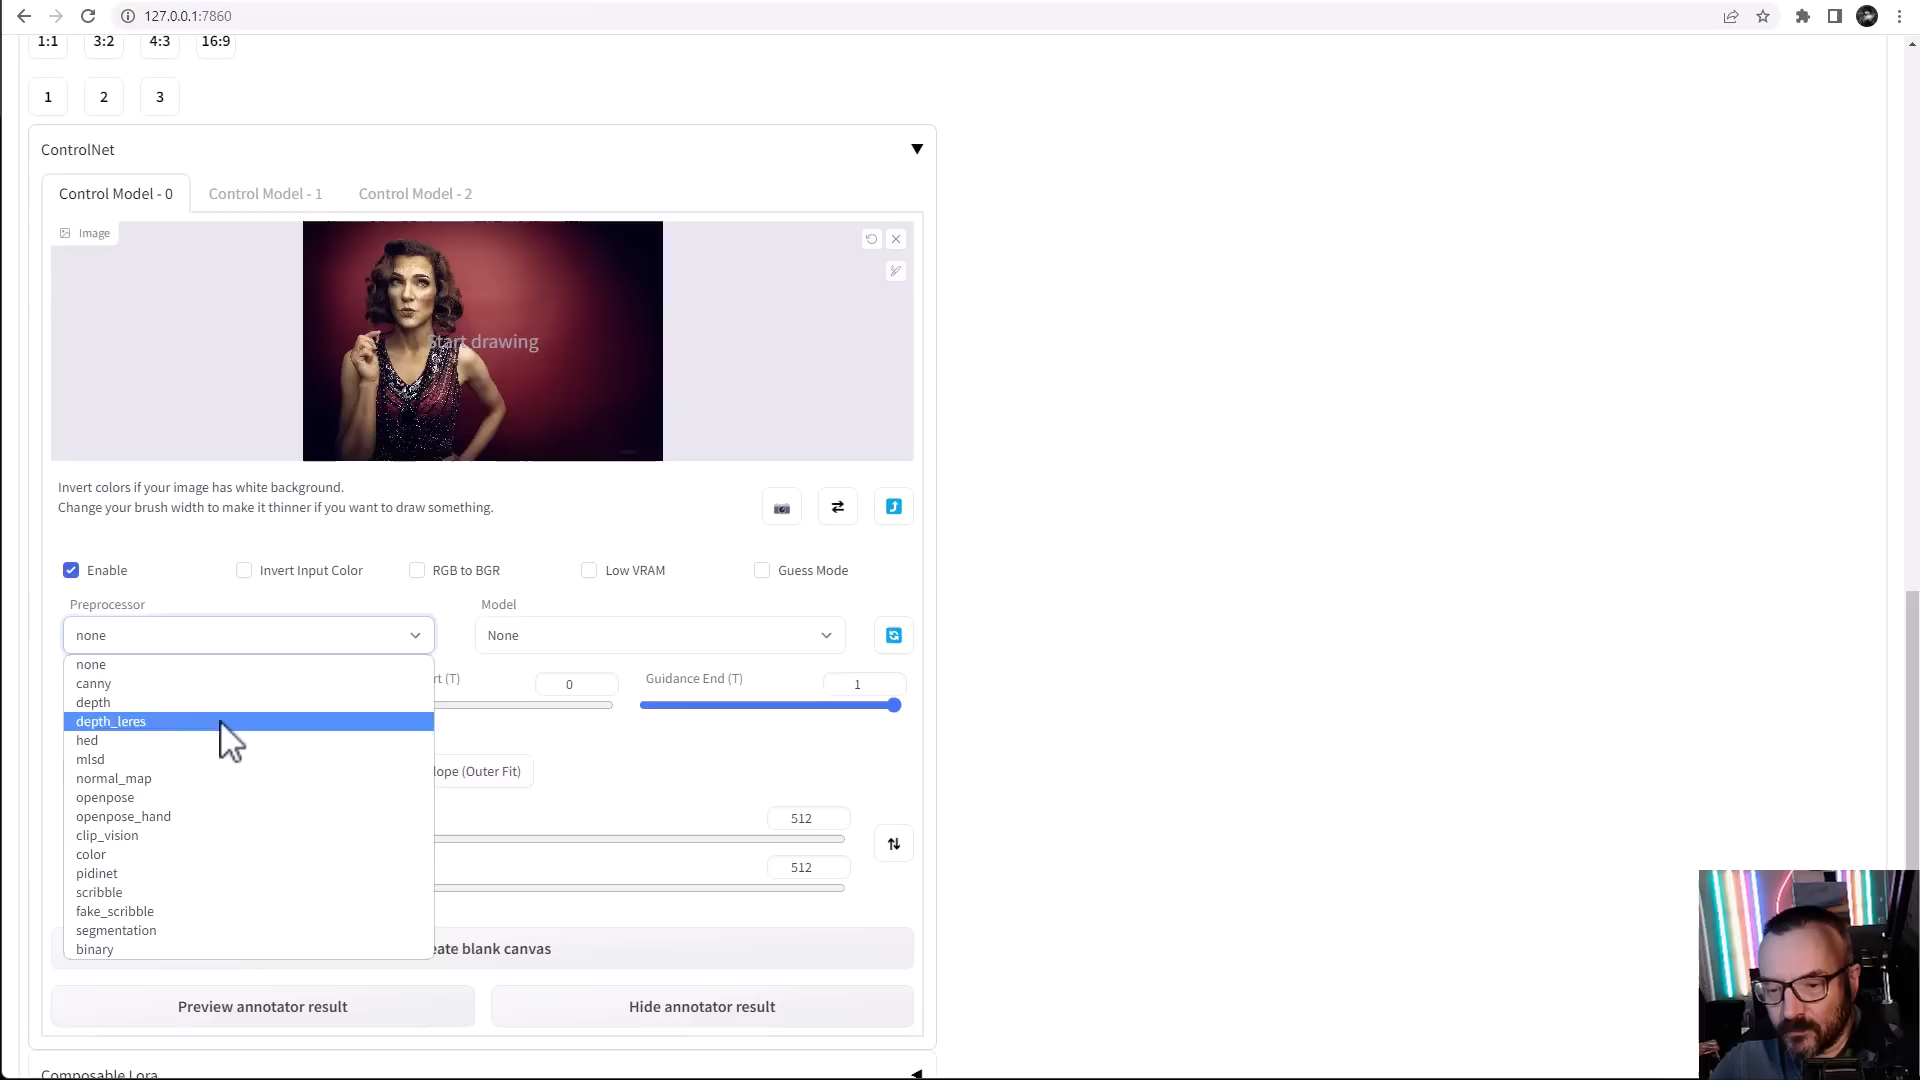 127.0.0.1:7860
1:1 3:2 4:3 16:9
1 2 3
ControlNet
Control Model - 0 Control Model - 1 Control Model - 2
Image
Start drawing
Invert colors if your image has white background.
Change your brush width to make it thinner if you want to draw something.
Enable Invert Input Color RGB to BGR Low VRAM Guess Mode
Preprocessor Model
none None
none
canny
depth
depth_leres
hed
mlsd
normal_map
openpose
openpose_hand
clip_vision
color
pidinet
scribble
fake_scribble
segmentation
binary
rt (T) 0 Guidance End (T) 1
lope (Outer Fit)
512
512
eate blank canvas
Preview annotator result Hide annotator result
Composable Lora